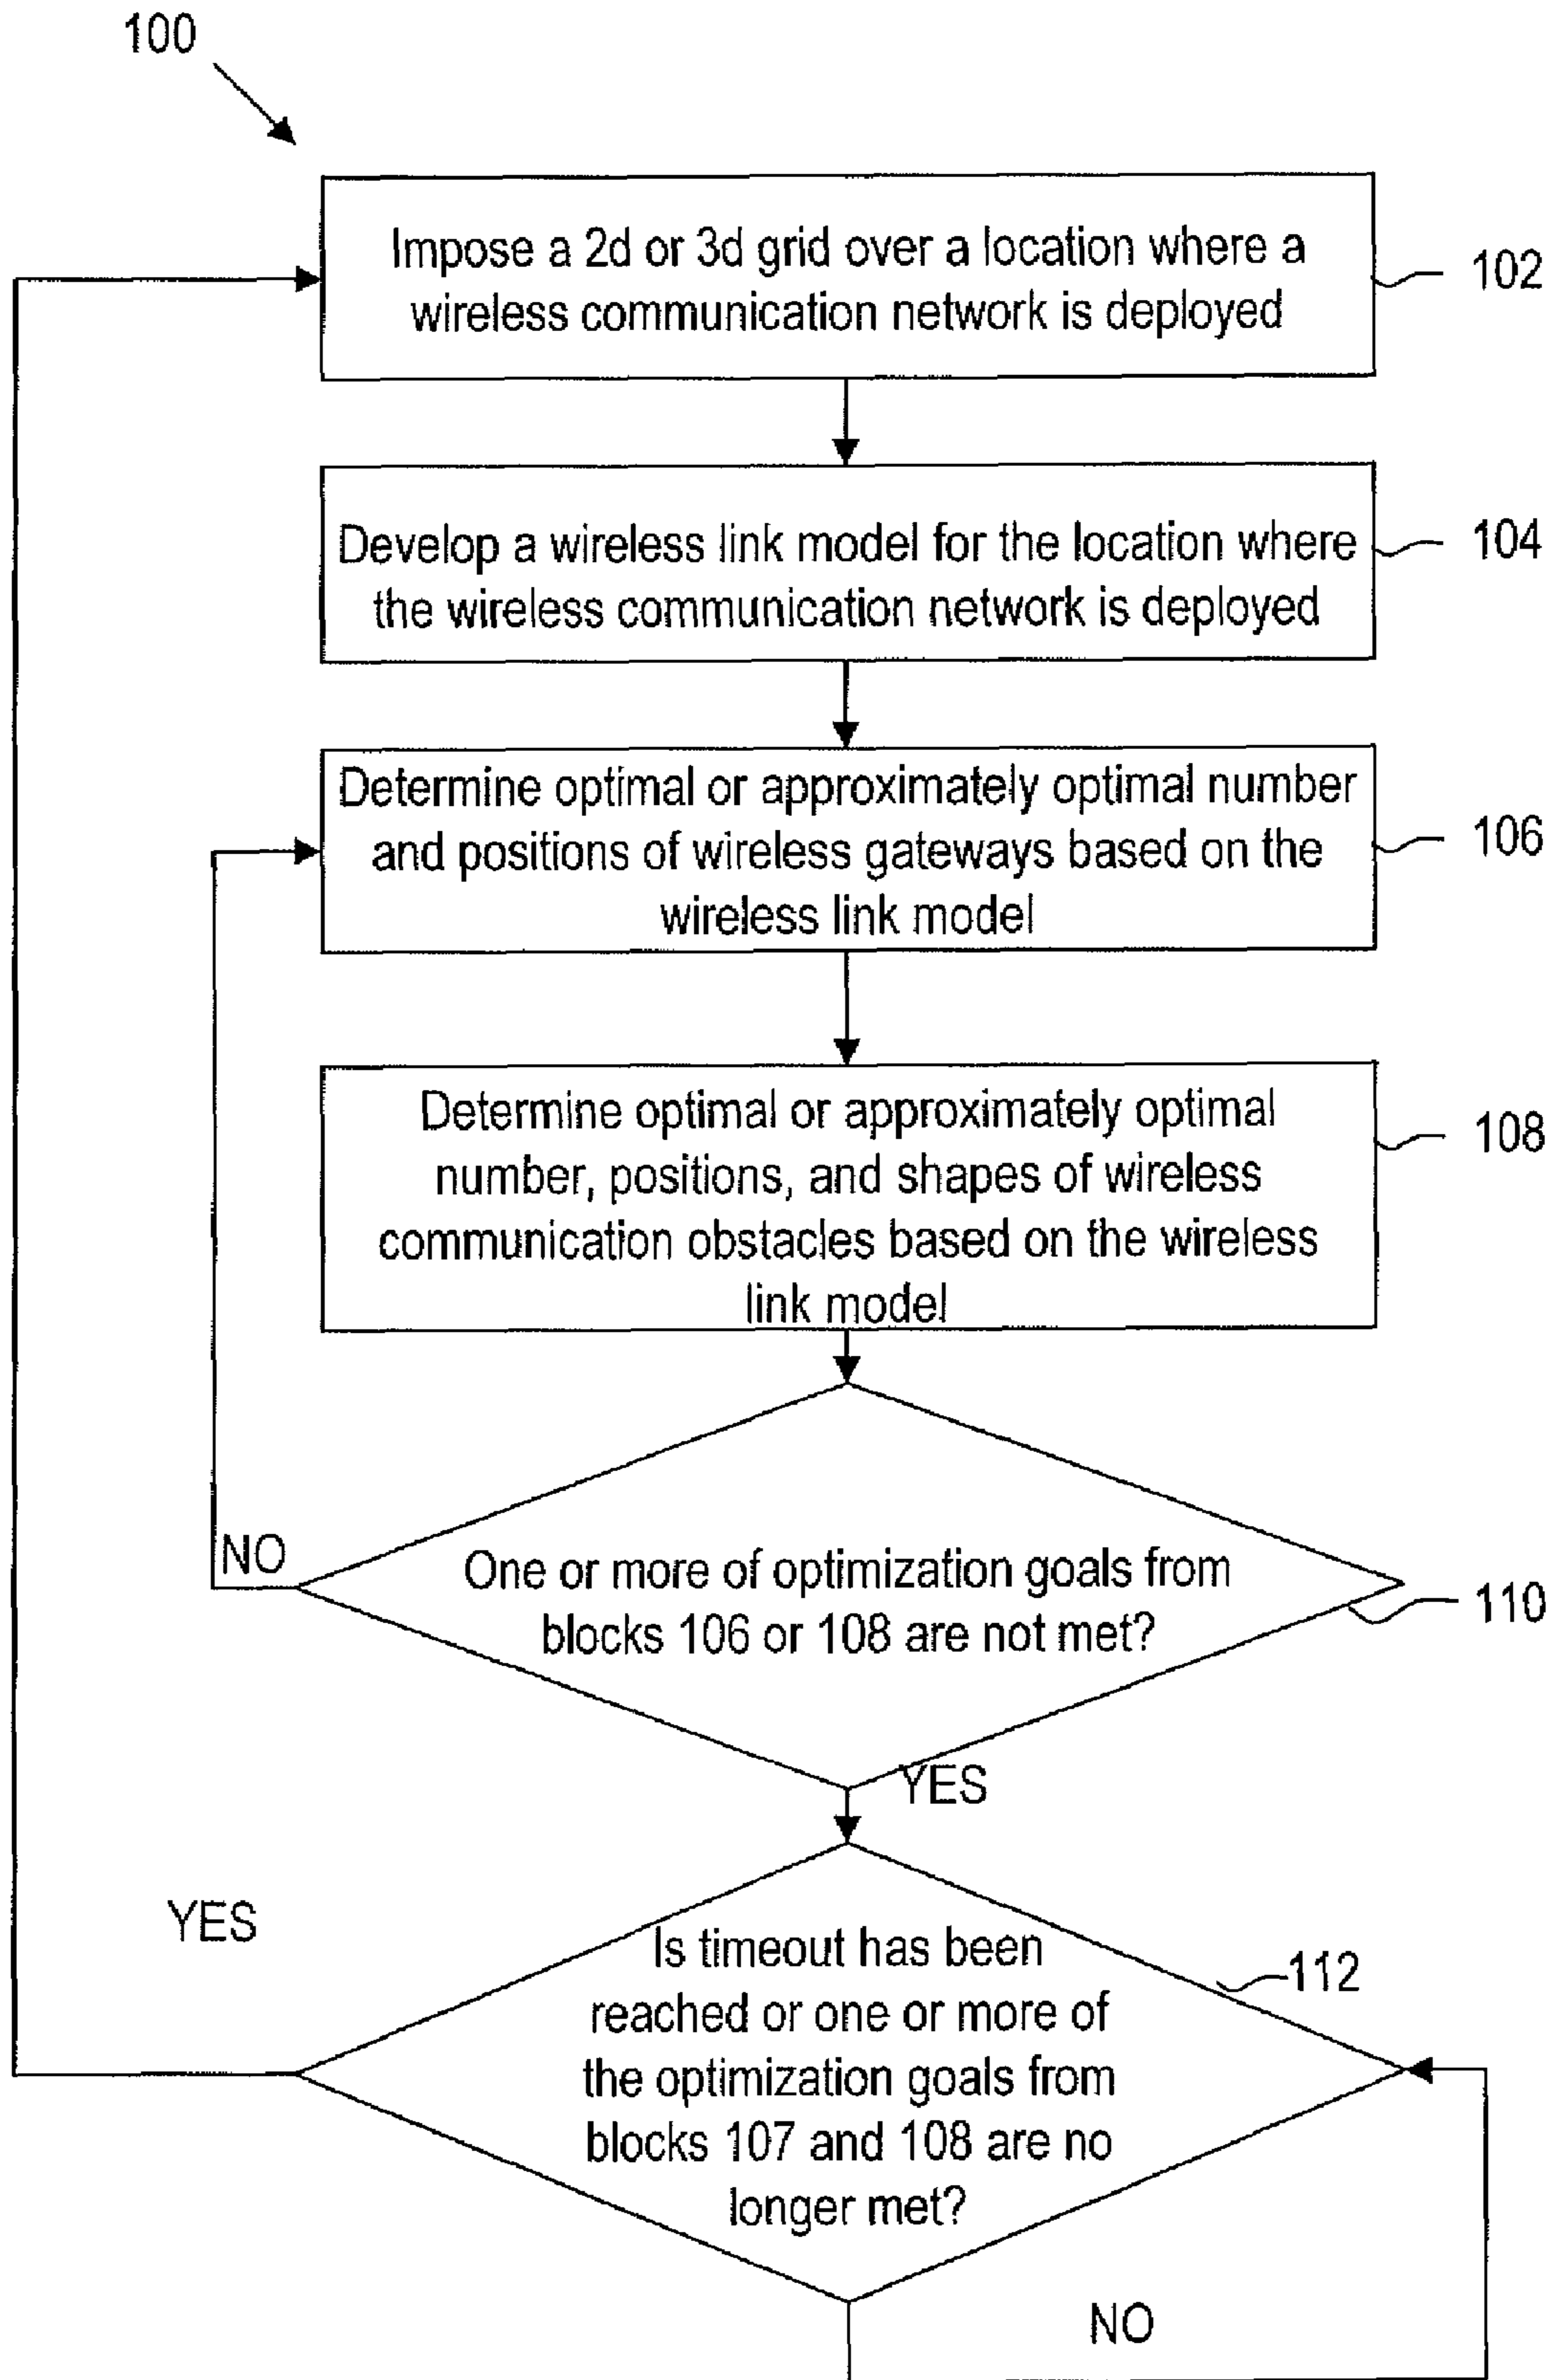 100
Impose a 2d or 3d grid over a location where a
wireless communication network is deployed
102
Develop a wireless link model for the location where
the wireless communication network is deployed
104
Determine optimal or approximately optimal number
and positions of wireless gateways based on the
wireless link model
106
Determine optimal or approximately optimal
number, positions, and shapes of wireless
communication obstacles based on the wireless
link model
108
NO
One or more of optimization goals from
blocks 106 or 108 are not met?
110
YES
YES
Is timeout has been
reached or one or more of
the optimization goals from
blocks 107 and 108 are no
longer met?
112
NO